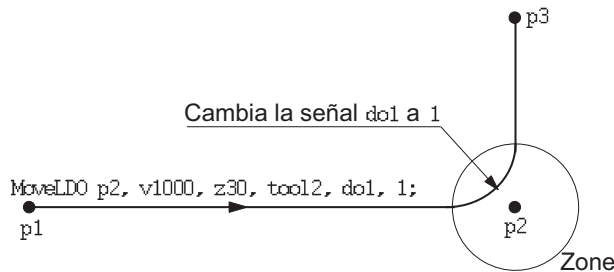 p3
Cambia la señal do1 a 1
MoveLDO p2, v1000, z30, tool2, do1, 1;
p1
p2
Zone